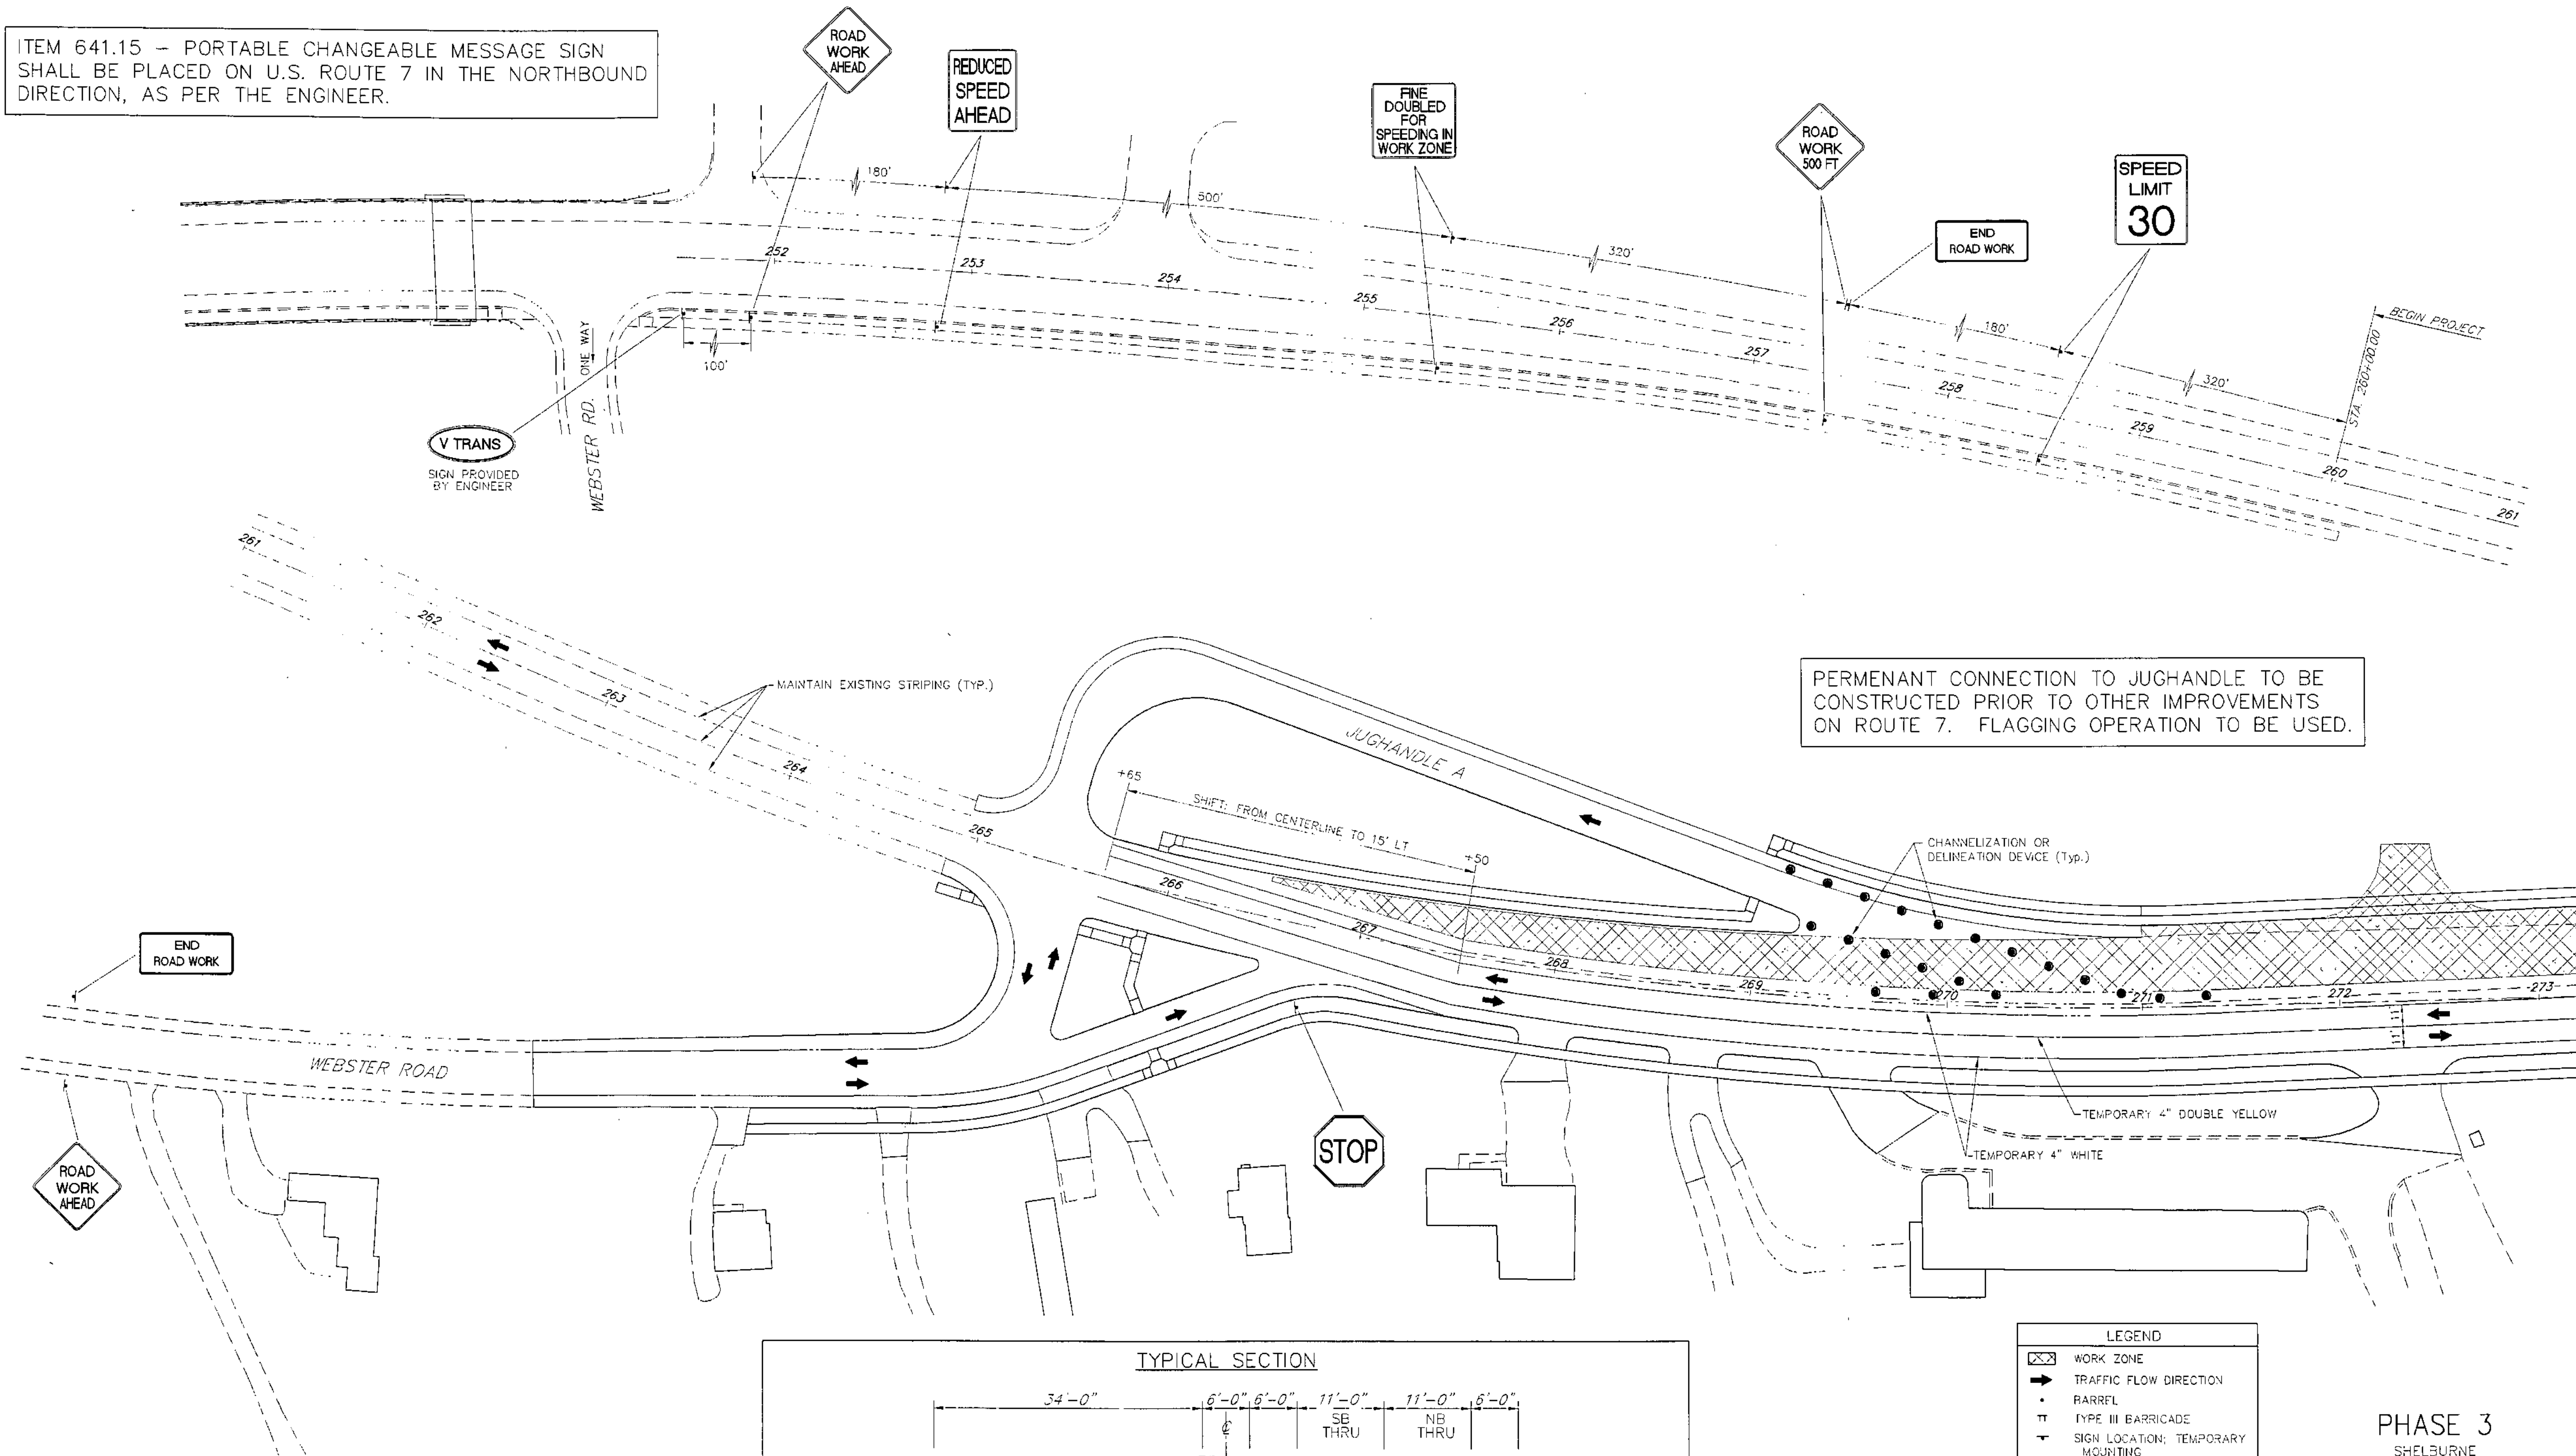 ITEM 641.15 - PORTABLE CHANGEABLE MESSAGE SIGN
SHALL BE PLACED ON U.S. ROUTE 7 IN THE NORTHBOUND
DIRECTION, AS PER THE ENGINEER.
ROAD
WORK
AHEAD
REDUCED
SPEED
AHEAD
FINE
DOUBLED
FOR
SPEEDING IN
WORK ZONE
ROAD
WORK
500 FT
END
ROAD WORK
SPEED
LIMIT
30
180'
500'
320'
180'
320'
BEGIN PROJECT
STA. 260+00.00
252
253
254
255
256
257
258
259
260
261
100'
ONE WAY
WEBSTER RD.
V TRANS
SIGN PROVIDED
BY ENGINEER
261
262
263
264
265
266
267
268
269
270
271
272
273
MAINTAIN EXISTING STRIPING (TYP.)
JUGHANDLE A
+65
SHIFT: FROM CENTERLINE TO 15' LT
+50
PERMENANT CONNECTION TO JUGHANDLE TO BE
CONSTRUCTED PRIOR TO OTHER IMPROVEMENTS
ON ROUTE 7. FLAGGING OPERATION TO BE USED.
CHANNELIZATION OR
DELINEATION DEVICE (Typ.)
END
ROAD WORK
WEBSTER ROAD
ROAD
WORK
AHEAD
STOP
TEMPORARY 4" DOUBLE YELLOW
TEMPORARY 4" WHITE
TYPICAL SECTION
34'-0" 6'-0" 6'-0" 11'-0" 11'-0" 6'-0"
℄ SB NB
THRU THRU
LEGEND
WORK ZONE
TRAFFIC FLOW DIRECTION
BARREL
TYPE III BARRICADE
SIGN LOCATION; TEMPORARY
MOUNTING
PHASE 3
SHELBURNE